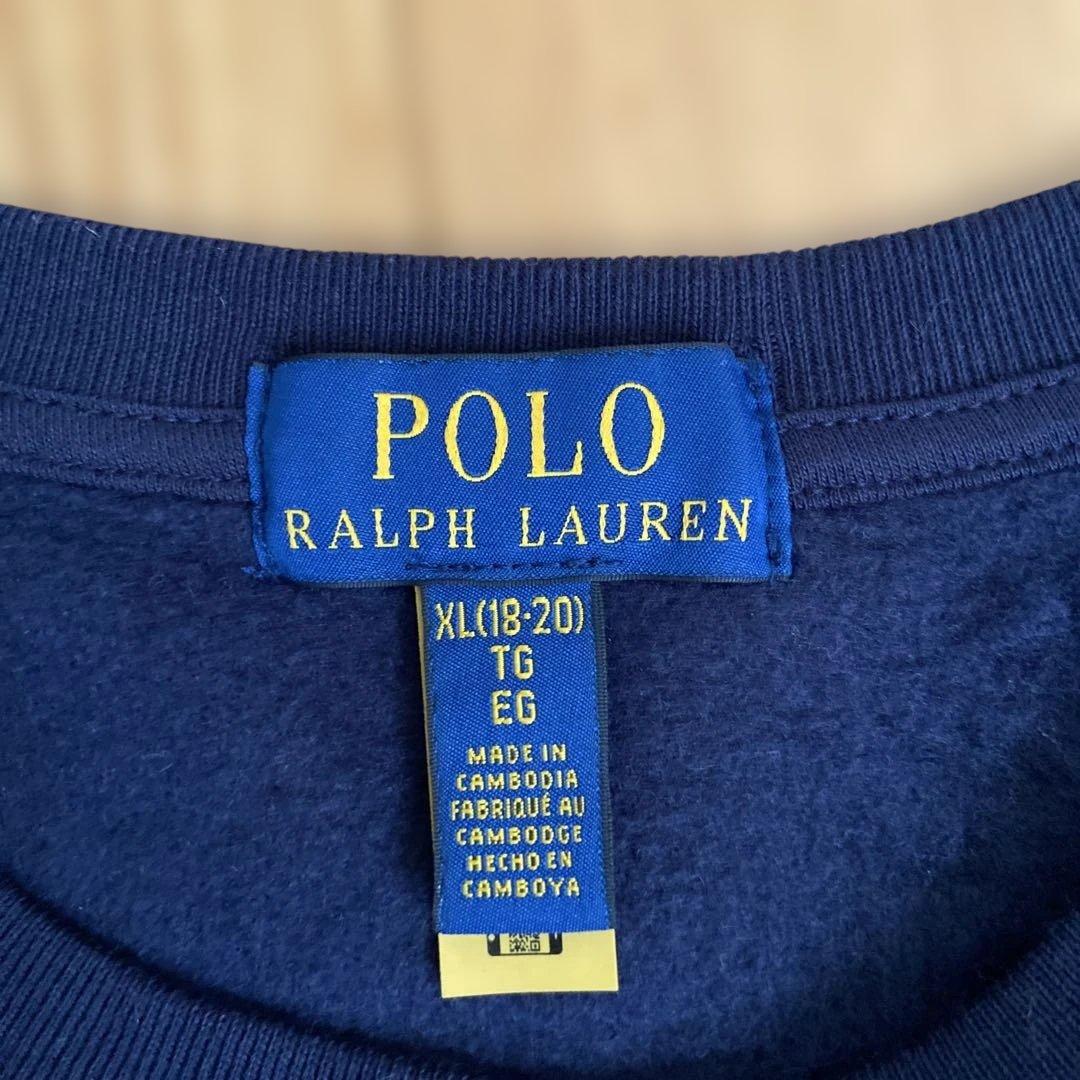 POLO
RALPH LAUREN
XL(18·20)
TG
EG
MADE IN
CAMBODIA
FABRIQUÉ AU
CAMBODGE
HECHO EN
CAMBOYA